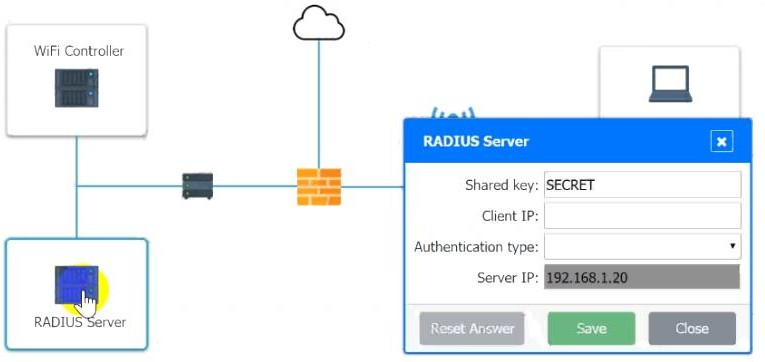 WiFi Controller
RADIUS Server
RADIUS Server
Shared key: SECRET
Client IP:
Authentication type:
Server IP: 192.168.1.20
Reset Answer Save Close